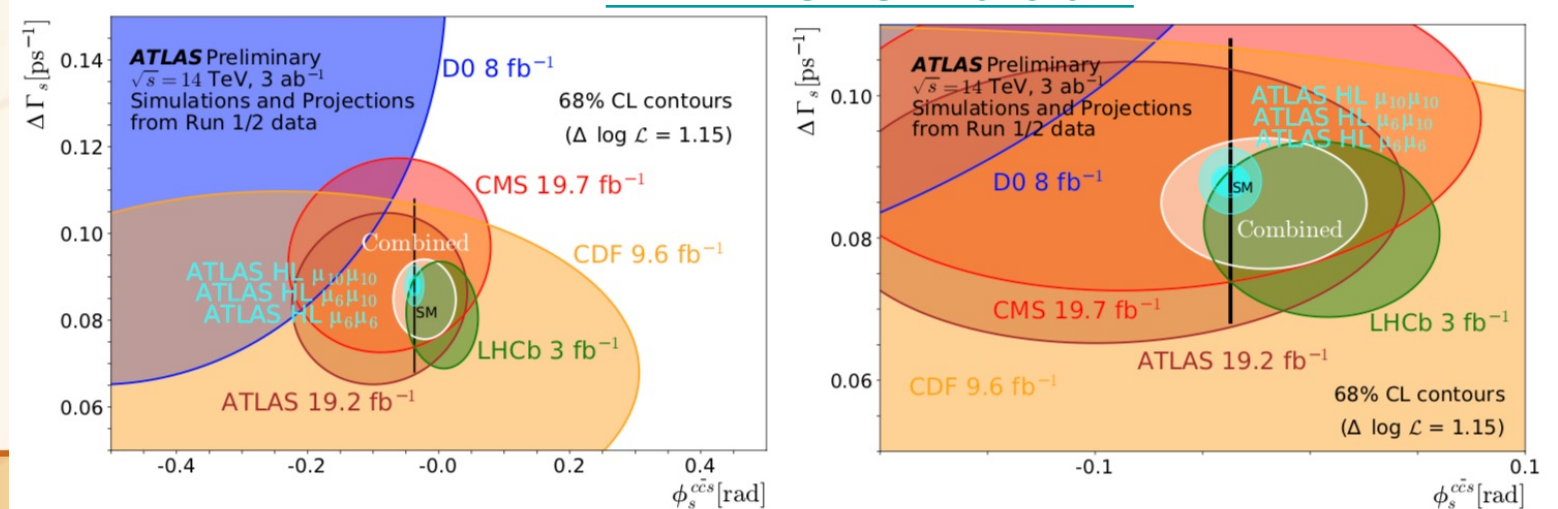 ΔΓ_s[ps⁻¹]
0.14
0.12
0.10
0.08
0.06
ATLAS Preliminary
√s = 14 TeV, 3 ab⁻¹
Simulations and Projections
from Run 1/2 data
D0 8 fb⁻¹
68% CL contours
(Δ log ℒ = 1.15)
CMS 19.7 fb⁻¹
Combined
CDF 9.6 fb⁻¹
ATLAS HL μ₁₀μ₁₀
ATLAS HL μ₆μ₁₀
ATLAS HL μ₆μ₆
SM
LHCb 3 fb⁻¹
ATLAS 19.2 fb⁻¹
-0.4 -0.2 -0.0 0.2 0.4
ϕ_s^{cc̄s}[rad]
ΔΓ_s[ps⁻¹]
0.10
0.08
0.06
ATLAS Preliminary
√s = 14 TeV, 3 ab⁻¹
Simulations and Projections
from Run 1/2 data
ATLAS HL μ₁₀μ₁₀
ATLAS HL μ₆μ₁₀
ATLAS HL μ₆μ₆
D0 8 fb⁻¹
SM
Combined
CMS 19.7 fb⁻¹
LHCb 3 fb⁻¹
ATLAS 19.2 fb⁻¹
CDF 9.6 fb⁻¹
68% CL contours
(Δ log ℒ = 1.15)
-0.1 0.1
ϕ_s^{cc̄s}[rad]